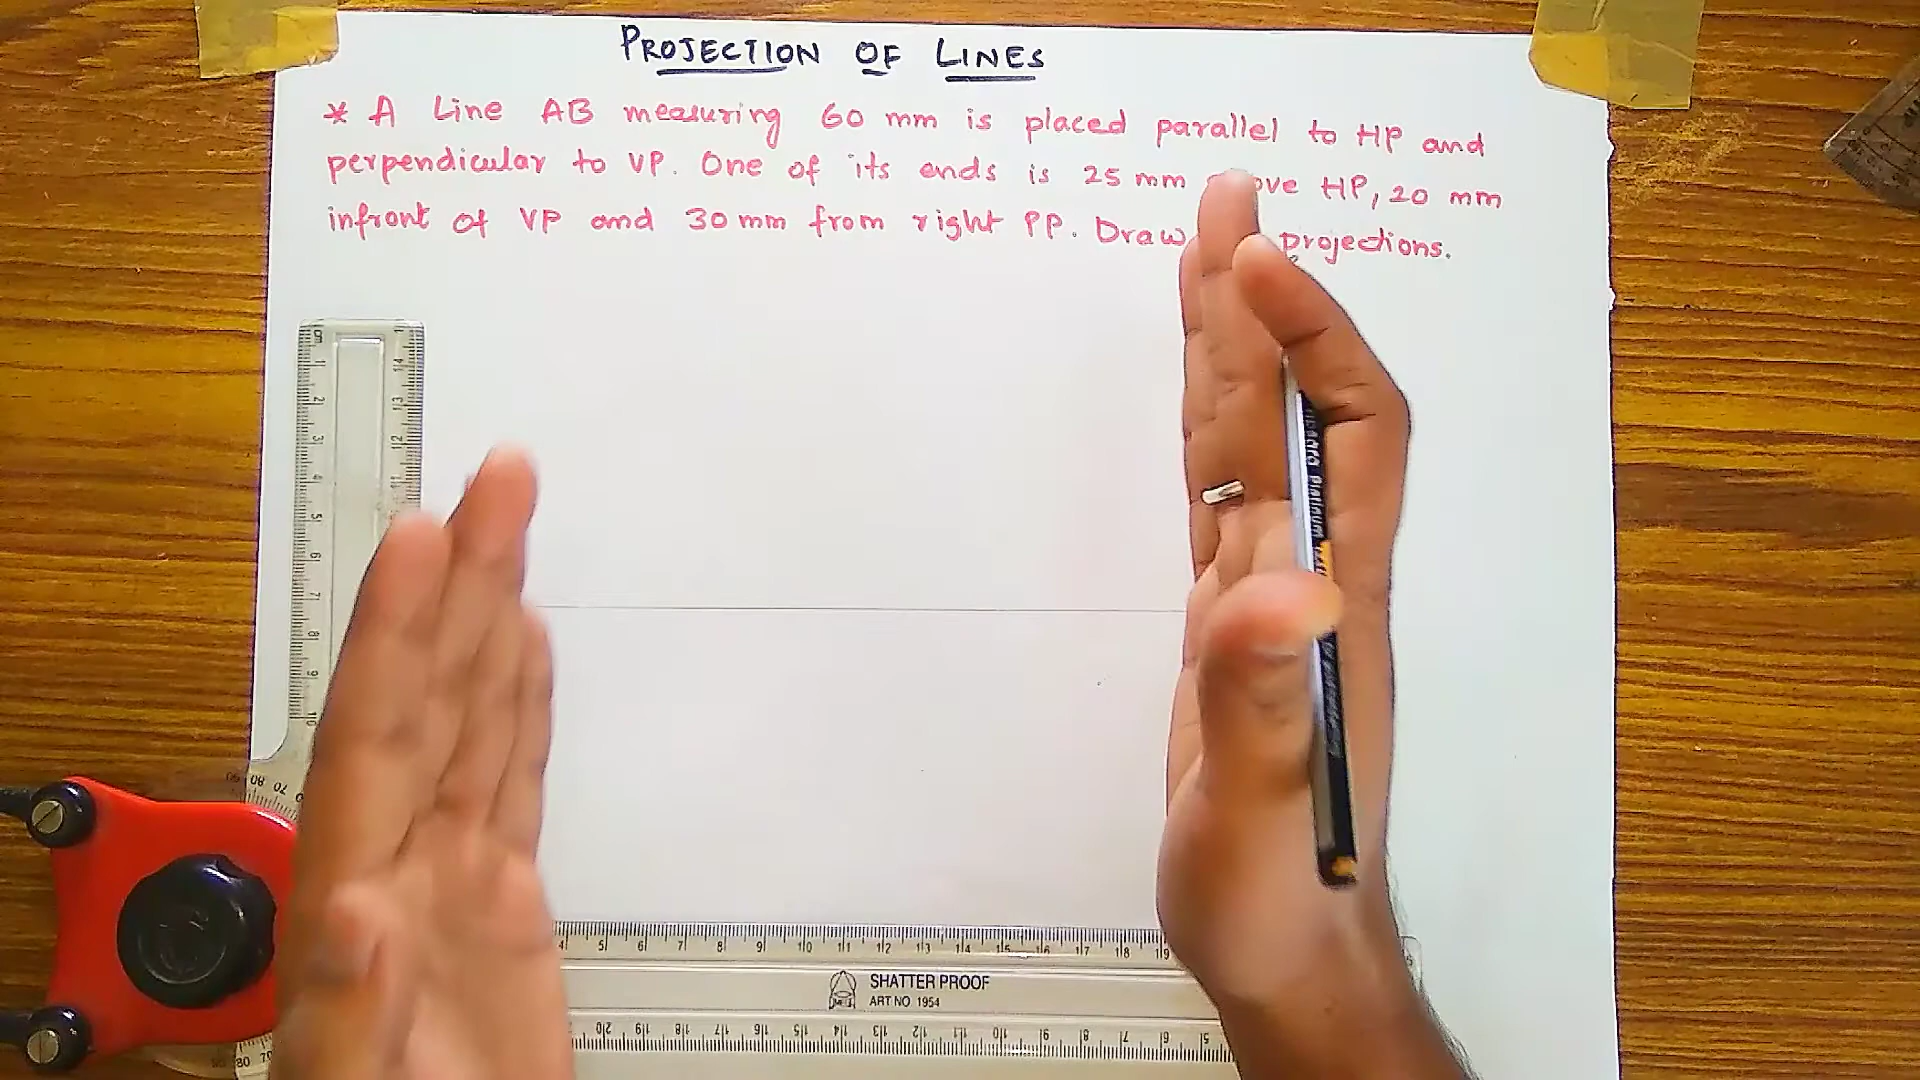 PROJECTION OF LINES
* A Line AB measuring 60 mm is placed parallel to HP and
perpendicular to VP. One of its ends is 25 mm ove HP, 20 mm
infront of VP and 30 mm from right PP. Draw projections.
SHATTER PROOF
ART NO 1954